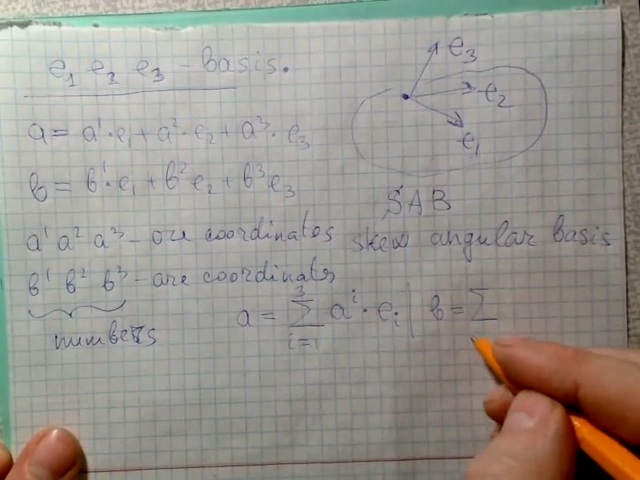 e₁ e₂ e₃ – basis.
e₃
e₂
e₁
a = a¹·e₁ + a²·e₂ + a³·e₃
b = b¹·e₁ + b²e₂ + b³e₃
SAB
skew angular basis
a¹ a² a³ – are coordinates
b¹ b² b³ – are coordinates
numbers
a = ∑³ᵢ₌₁ aⁱ·eᵢ | b = ∑